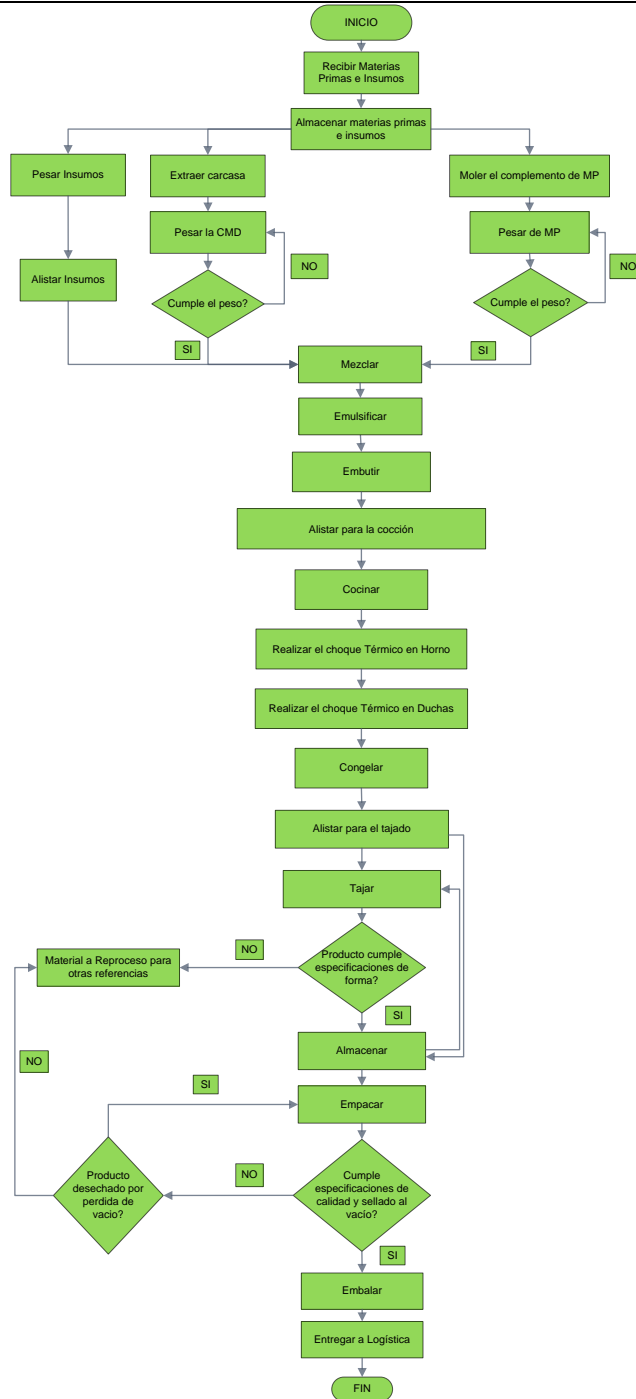 INICIO
Recibir Materias
Primas e Insumos
Almacenar materias primas
e insumos
Pesar Insumos
Extraer carcasa
Moler el complemento de MP
Pesar la CMD
Pesar de MP
NO
NO
Alistar Insumos
Cumple el peso?
Cumple el peso?
SI
SI
Mezclar
Emulsificar
Embutir
Alistar para la cocción
Cocinar
Realizar el choque Térmico en Horno
Realizar el choque Térmico en Duchas
Congelar
Alistar para el tajado
Tajar
NO
Material a Reproceso para
otras referencias
Producto cumple
especificaciones de
forma?
SI
Almacenar
NO
SI
Empacar
Producto
desechado por
perdida de
vacio?
NO
Cumple
especificaciones de
calidad y sellado al
vacío?
SI
Embalar
Entregar a Logística
FIN